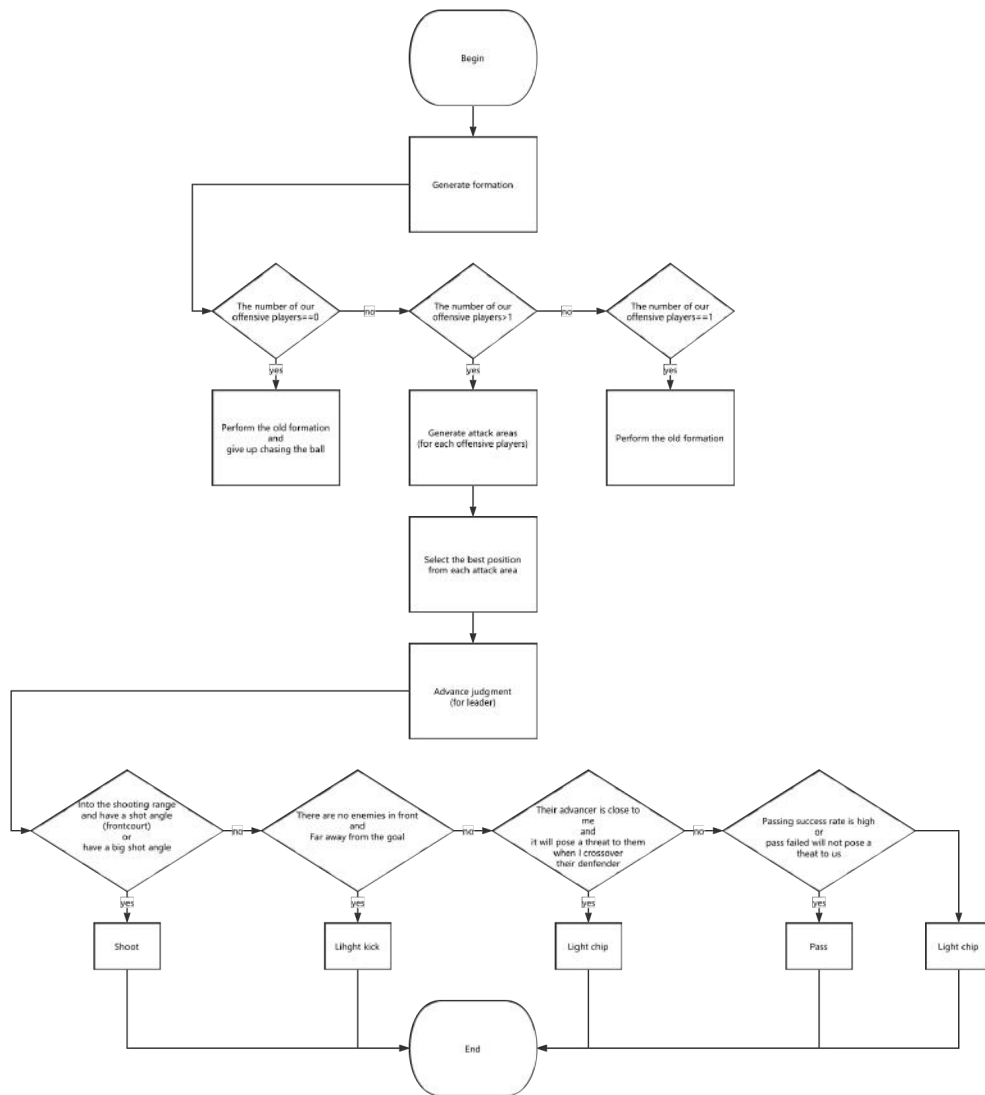 Begin
Generate formation
The number of our
offensive players==0
no
The number of our
offensive players>1
no
The number of our
offensive players==1
yes
yes
yes
Perform the old formation
and
give up chasing the ball
Generate attack areas
(for each offensive players)
Perform the old formation
Select the best position
from each attack area
Advance judgment
(for leader)
Into the shooting range
and have a shot angle
(frontcourt)
or
have a big shot angle
no
There are no enemies in front
and
Far away from the goal
no
Their advancer is close to
me
and
it will pose a threat to them
when I crossover
their denfender
no
Passing success rate is high
or
pass failed will not pose a
theat to us
yes
yes
yes
yes
Shoot
Lihght kick
Light chip
Pass
Light chip
End